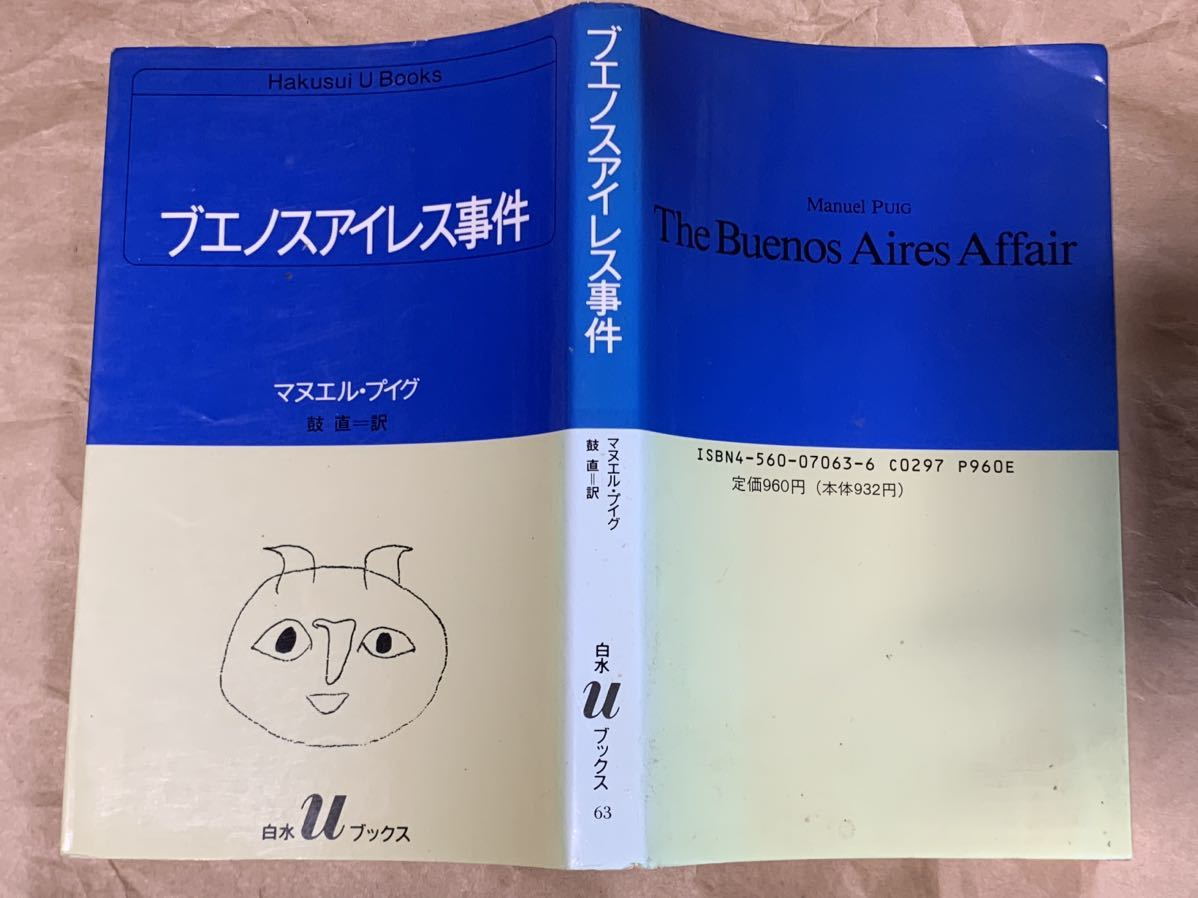 Hakusui U Books
ブエノスアイレス事件
マヌエル・プイグ
鼓 直＝訳
白水 u ブックス
ブエノスアイレス事件
マヌエル・プイグ
鼓 直＝訳
白水
u
ブックス
63
Manuel PUIG
The Buenos Aires Affair
ISBN4-560-07063-6 C0297 P960E
定価960円（本体932円）